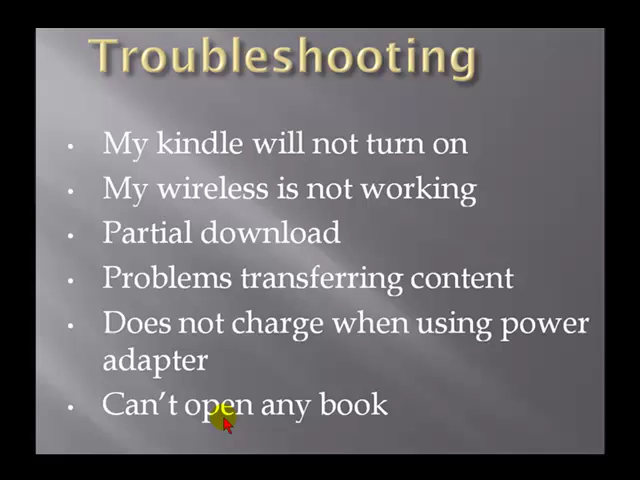 Troubleshooting
• My kindle will not turn on
• My wireless is not working
• Partial download
• Problems transferring content
• Does not charge when using power
adapter
• Can't open any book